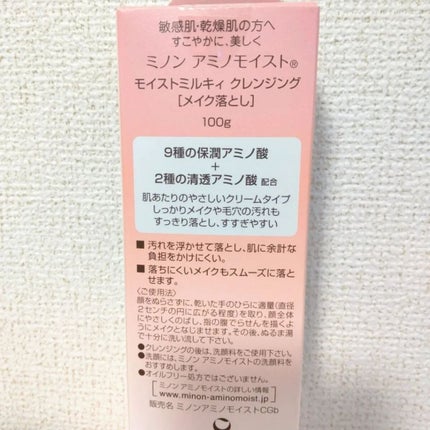 敏感肌・乾燥肌の方へ
すこやかに、美しく
ミノン アミノモイスト®
モイストミルキィ クレンジング
［メイク落とし］
100g
9種の保潤アミノ酸
+
2種の清透アミノ酸 配合
肌あたりのやさしいクリームタイプ
しっかりメイクや毛穴の汚れも
すっきり落とし、すすぎやすい
■汚れを浮かせて落とし、肌に余計な
負担をかけにくい。
■落ちにくいメイクもスムーズに落と
せます。
〈ご使用法〉
顔をぬらさずに、乾いた手のひらに適量（直径
2センチの円に広がる程度）を取り、顔全体
にやさしくのばし、指の腹でらせんを描くよう
にメイクとなじませます。その後、ぬるま湯
で十分に洗い流して下さい。
●クレンジングの後は、洗顔料をご使用下さい。
●洗顔には、ミノン アミノモイストの洗顔料を
おすすめします。
●オイルフリー処方ではございません。
ミノン アミノモイストの詳しい情報
www.minon-aminomoist.jp
販売名 ミノンアミノモイストCGb